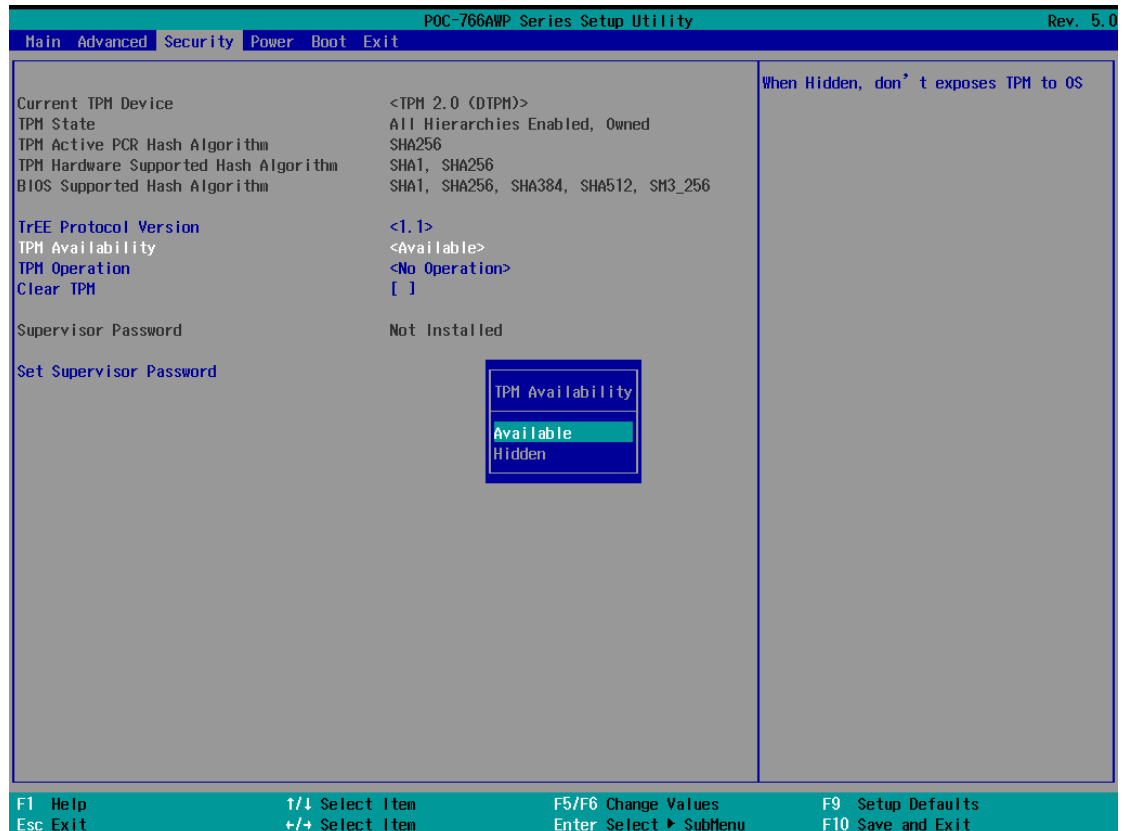 POC-766AWP Series Setup Utility Rev. 5.0
Main Advanced Security Power Boot Exit
When Hidden, don't exposes TPM to OS
Current TPM Device <TPM 2.0 (DTPM)>
TPM State All Hierarchies Enabled, Owned
TPM Active PCR Hash Algorithm SHA256
TPM Hardware Supported Hash Algorithm SHA1, SHA256
BIOS Supported Hash Algorithm SHA1, SHA256, SHA384, SHA512, SM3_256
TrEE Protocol Version <1.1>
TPM Availability <Available>
TPM Operation <No Operation>
Clear TPM [ ]
Supervisor Password Not Installed
Set Supervisor Password
TPM Availability
Available
Hidden
F1 Help ↑/↓ Select Item F5/F6 Change Values F9 Setup Defaults
Esc Exit ←/→ Select Item Enter Select ▶ SubMenu F10 Save and Exit